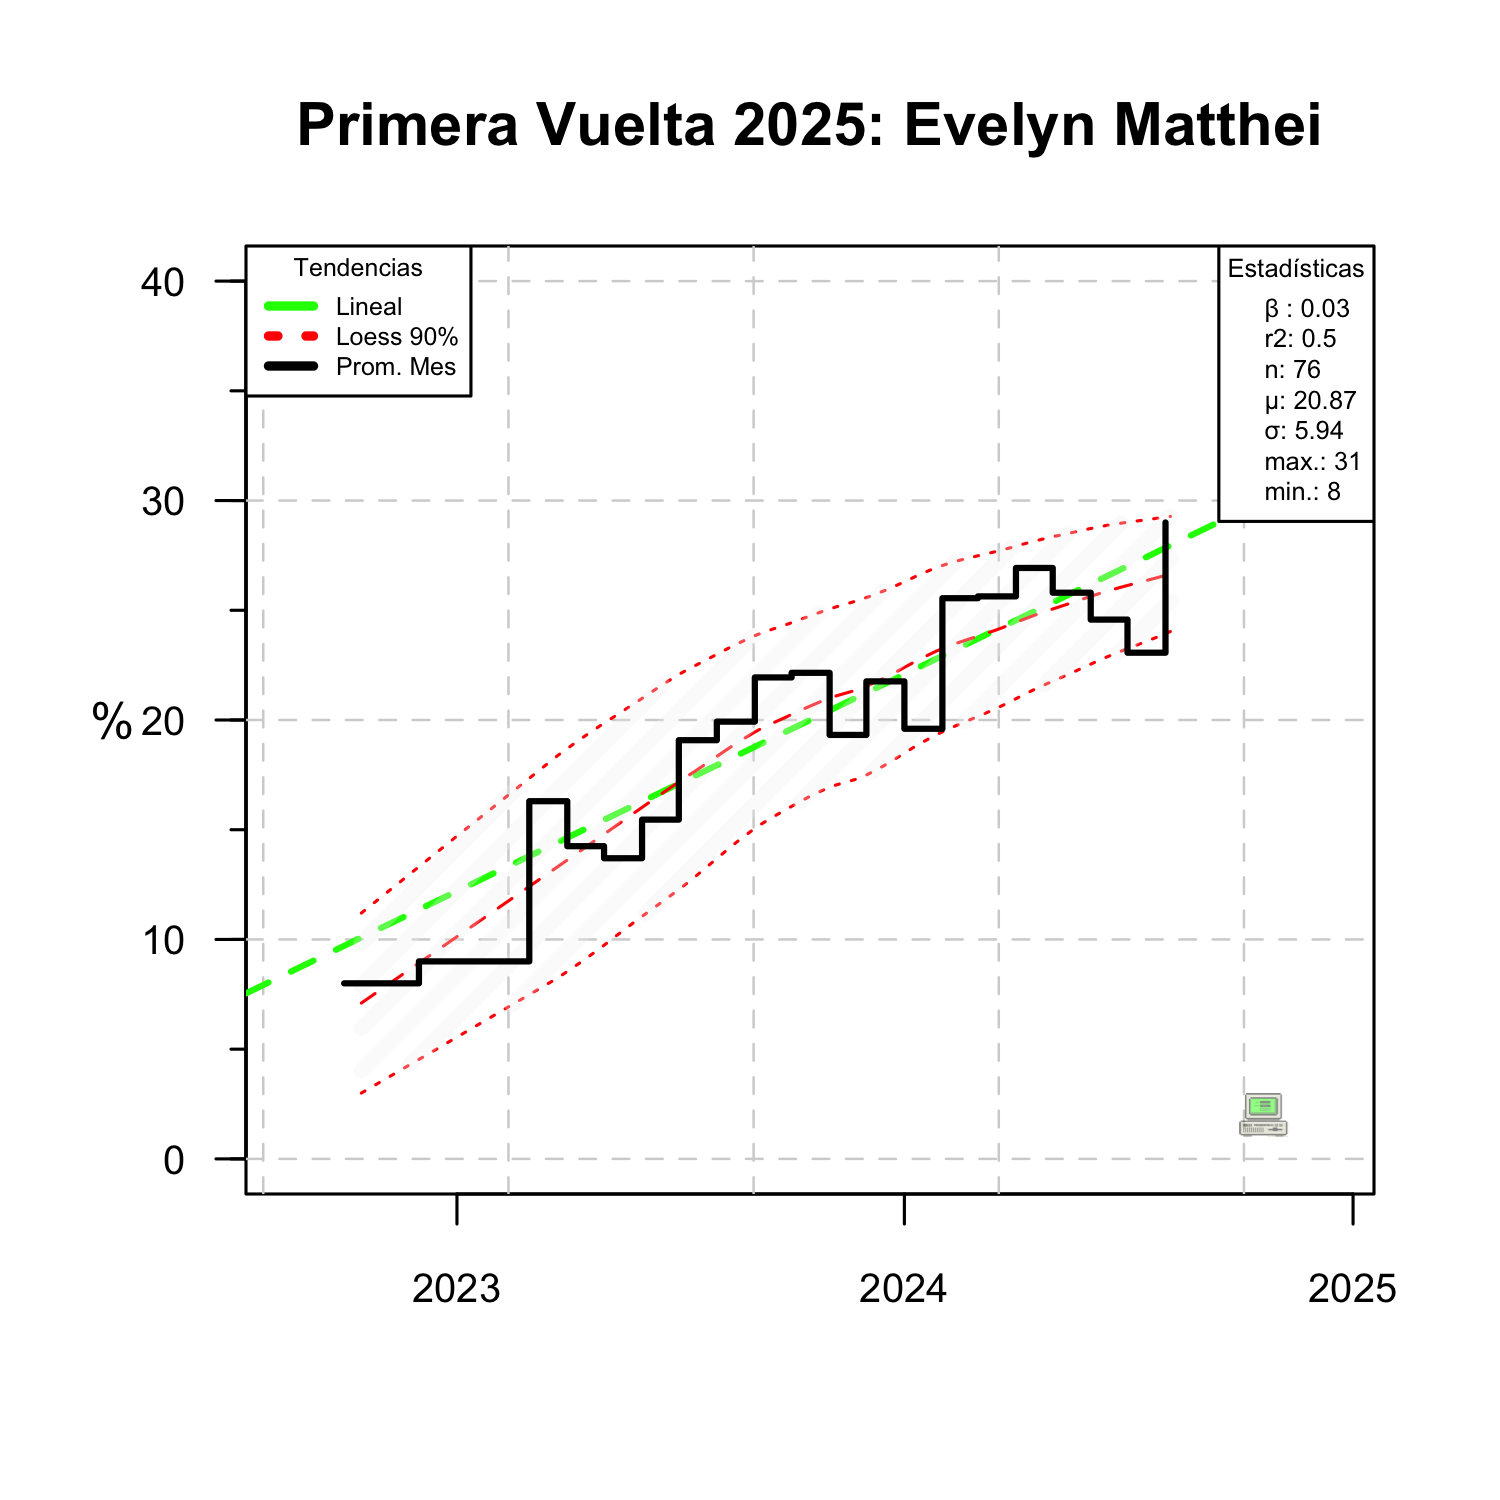 Primera Vuelta 2025: Evelyn Matthei
Tendencias
Lineal
Loess 90%
Prom. Mes
Estadísticas
β : 0.03
r2: 0.5
n: 76
μ: 20.87
σ: 5.94
max.: 31
min.: 8
40
30
%
20
10
0
2023
2024
2025